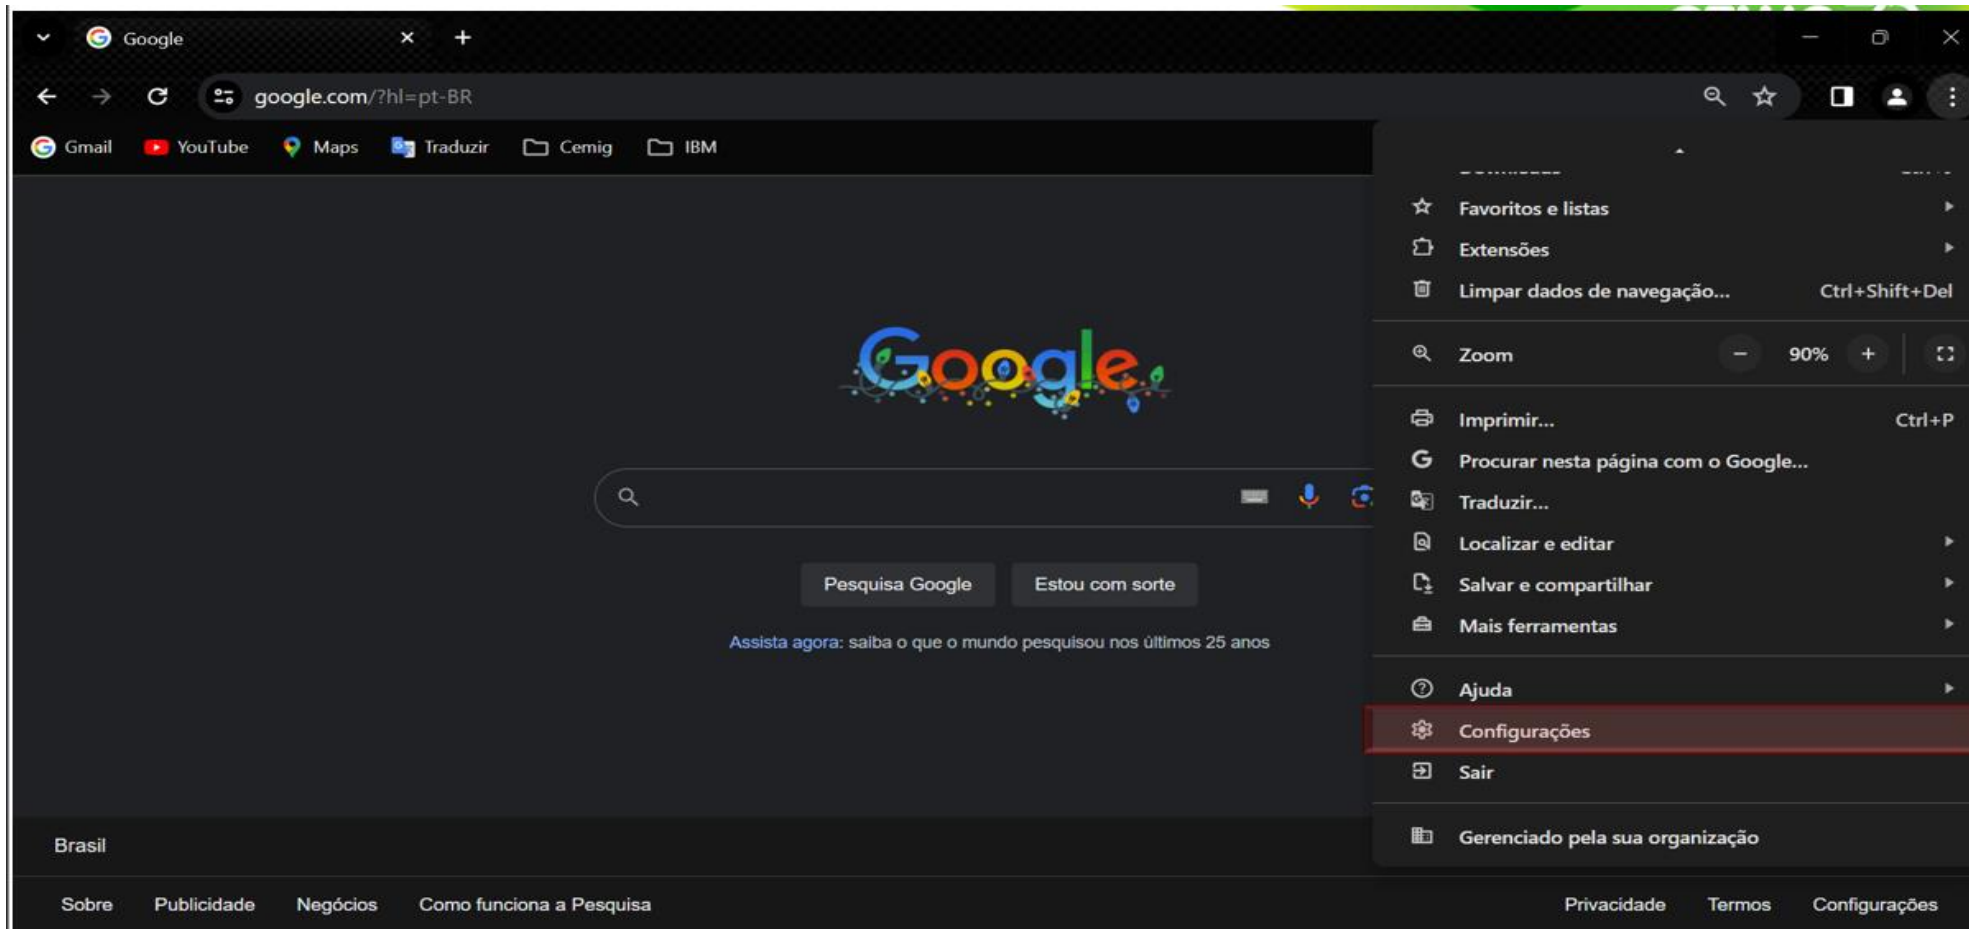 Google
google.com/?hl=pt-BR
Gmail YouTube Maps Traduzir Cemig IBM
Google
Pesquisa Google Estou com sorte
Assista agora: saiba o que o mundo pesquisou nos últimos 25 anos
Favoritos e listas
Extensões
Limpar dados de navegação... Ctrl+Shift+Del
Zoom − 90% +
Imprimir... Ctrl+P
G Procurar nesta página com o Google...
Traduzir...
Localizar e editar
Salvar e compartilhar
Mais ferramentas
Ajuda
Configurações
Sair
Gerenciado pela sua organização
Brasil
Sobre Publicidade Negócios Como funciona a Pesquisa Privacidade Termos Configurações